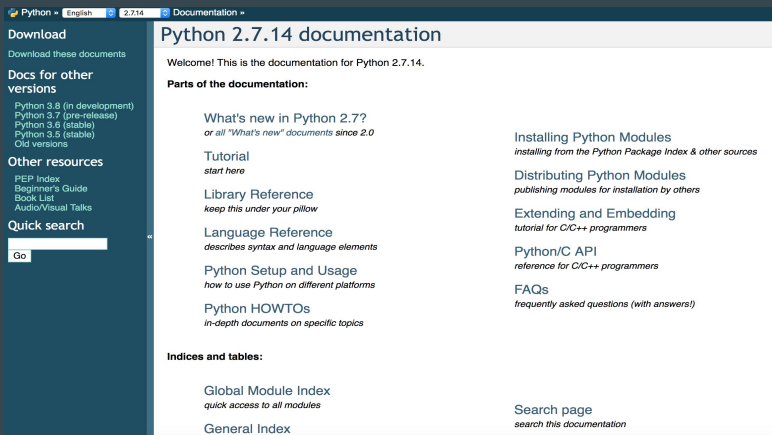 Python » English 2.7.14 Documentation »
Download
Download these documents
Docs for other
versions
Python 3.8 (in development)
Python 3.7 (pre-release)
Python 3.6 (stable)
Python 3.5 (stable)
Old versions
Other resources
PEP Index
Beginner's Guide
Book List
Audio/Visual Talks
Quick search
Go
«
Python 2.7.14 documentation
Welcome! This is the documentation for Python 2.7.14.
Parts of the documentation:
What's new in Python 2.7?
or all "What's new" documents since 2.0
Tutorial
start here
Library Reference
keep this under your pillow
Language Reference
describes syntax and language elements
Python Setup and Usage
how to use Python on different platforms
Python HOWTOs
in-depth documents on specific topics
Installing Python Modules
installing from the Python Package Index & other sources
Distributing Python Modules
publishing modules for installation by others
Extending and Embedding
tutorial for C/C++ programmers
Python/C API
reference for C/C++ programmers
FAQs
frequently asked questions (with answers!)
Indices and tables:
Global Module Index
quick access to all modules
General Index
Search page
search this documentation